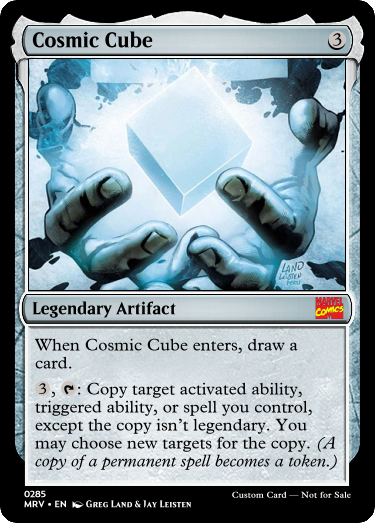 Cosmic Cube 3
LAND
LEISTEN
Legendary Artifact MARVEL COMICS
When Cosmic Cube enters, draw a
card.
3, T: Copy target activated ability,
triggered ability, or spell you control,
except the copy isn't legendary. You
may choose new targets for the copy. (A
copy of a permanent spell becomes a token.)
0285 Custom Card — Not for Sale
MRV • EN Greg Land & Jay Leisten